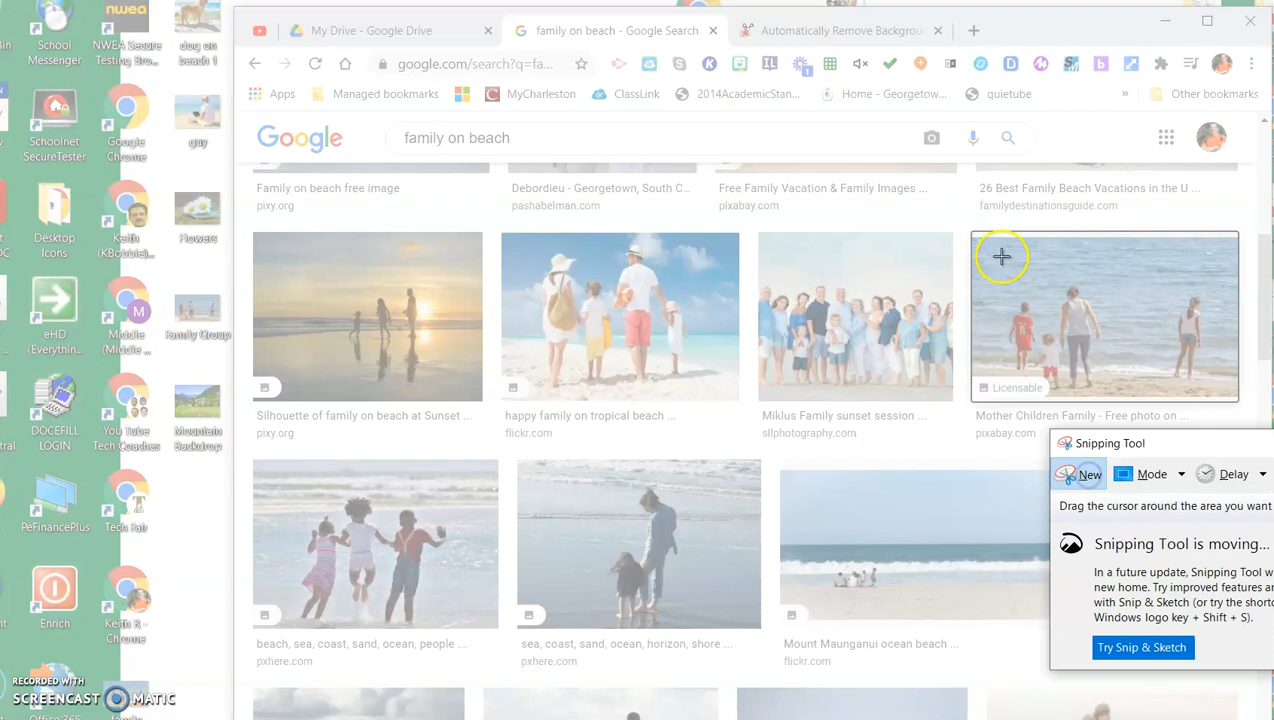 School Messenger
NWEA Secure Testing Bro...
dog on beach 1
Schoolnet SecureTester
Google Chrome
guy
Desktop Icons
Keith (KBobbie)...
Flowers
eHD (Everythin...
Middle (Middle ...
Family Group
DOCEFILL LOGIN
You Tube Tech Coaches
Mountain Backdrop
PeFinancePlus
Tech Fair
Enrich
Keith R - Chrome
Office 365
RECORDED WITH
SCREENCAST MATIC
My Drive - Google Drive
family on beach - Google Search
Automatically Remove Backgrou
google.com/search?q=fa...
Apps
Managed bookmarks
MyCharleston
ClassLink
2014AcademicStan...
Home - Georgetow...
quietube
»
Other bookmarks
Google
family on beach
Family on beach free image
pixy.org
Debordieu - Georgetown, South C...
pashabelman.com
Free Family Vacation & Family Images ...
pixabay.com
26 Best Family Beach Vacations in the U ...
familydestinationsguide.com
Licensable
Silhouette of family on beach at Sunset ...
pixy.org
happy family on tropical beach ...
flickr.com
Miklus Family sunset session ...
sllphotography.com
Mother Children Family - Free photo on ...
pixabay.com
beach, sea, coast, sand, ocean, people ...
pxhere.com
sea, coast, sand, ocean, horizon, shore ...
pxhere.com
Mount Maunganui ocean beach ...
flickr.com
Snipping Tool
New
Mode
Delay
Drag the cursor around the area you want
Snipping Tool is moving...
In a future update, Snipping Tool w
new home. Try improved features a
with Snip & Sketch (or try the shortc
Windows logo key + Shift + S).
Try Snip & Sketch